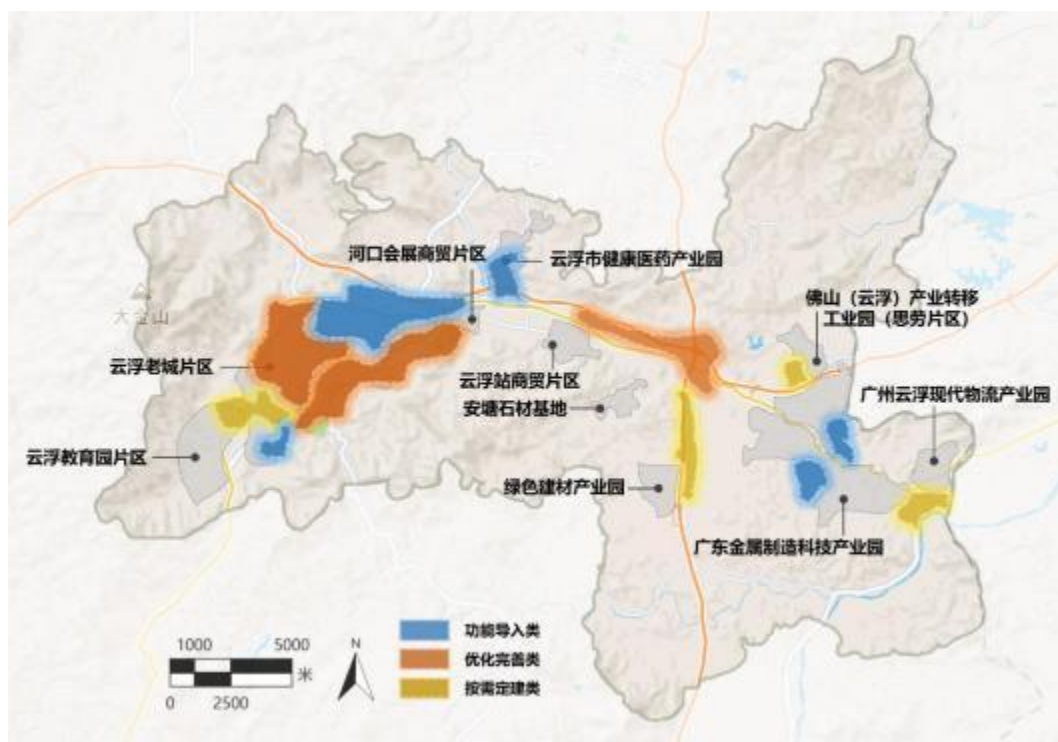 河口会展商贸片区
云浮市健康医药产业园
佛山（云浮）产业转移
工业园（思劳片区）
大金山
云浮老城片区
云浮站商贸片区
安塘石材基地
广州云浮现代物流产业园
云浮教育园片区
绿色建材产业园
广东金属制造科技产业园
1000 5000
米
0 2500
N
功能导入类
优化完善类
按需定建类